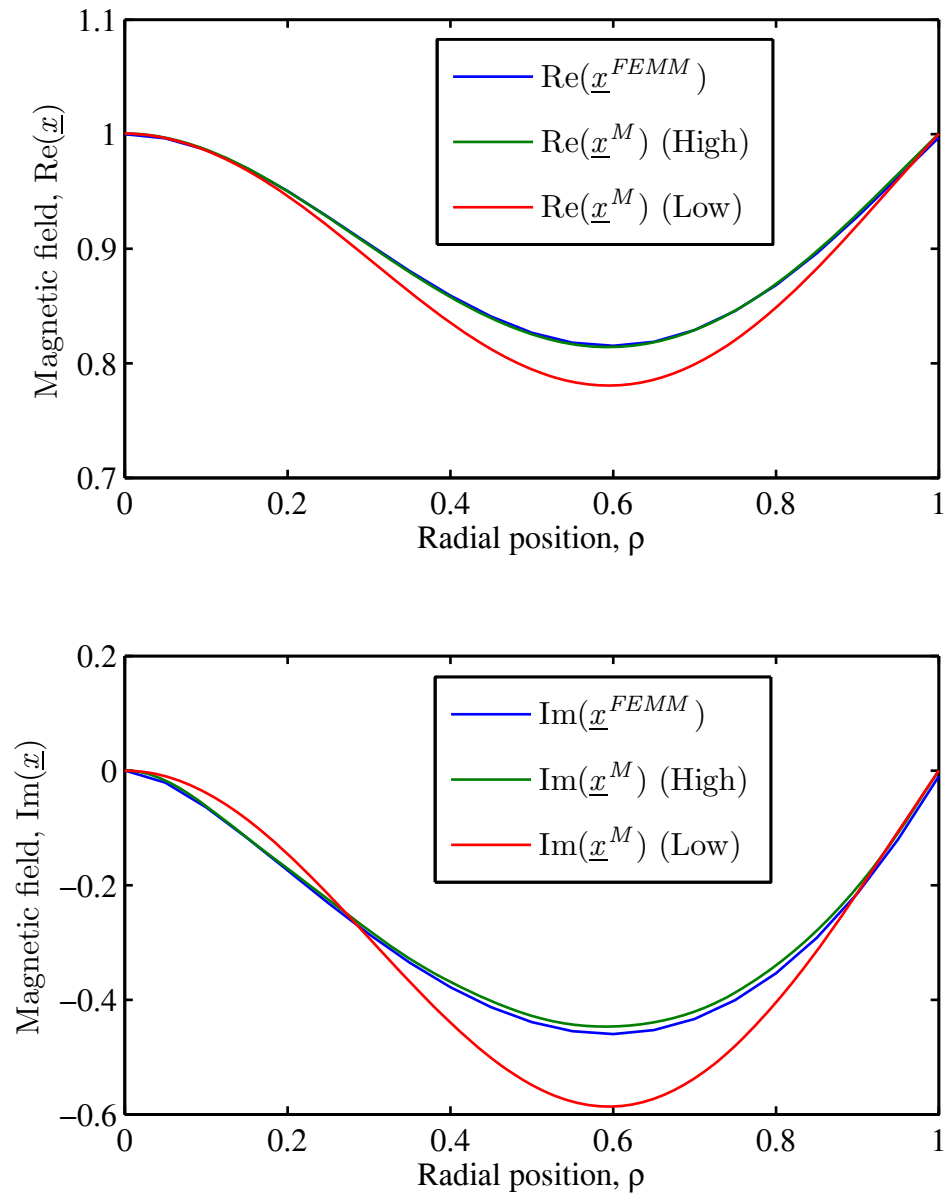 1.1
1
0.9
0.8
0.7
Magnetic field, Re(x)
Re(x^FEMM)
Re(x^M) (High)
Re(x^M) (Low)
0 0.2 0.4 0.6 0.8 1
Radial position, ρ
0.2
0
−0.2
−0.4
−0.6
Magnetic field, Im(x)
Im(x^FEMM)
Im(x^M) (High)
Im(x^M) (Low)
0 0.2 0.4 0.6 0.8 1
Radial position, ρ